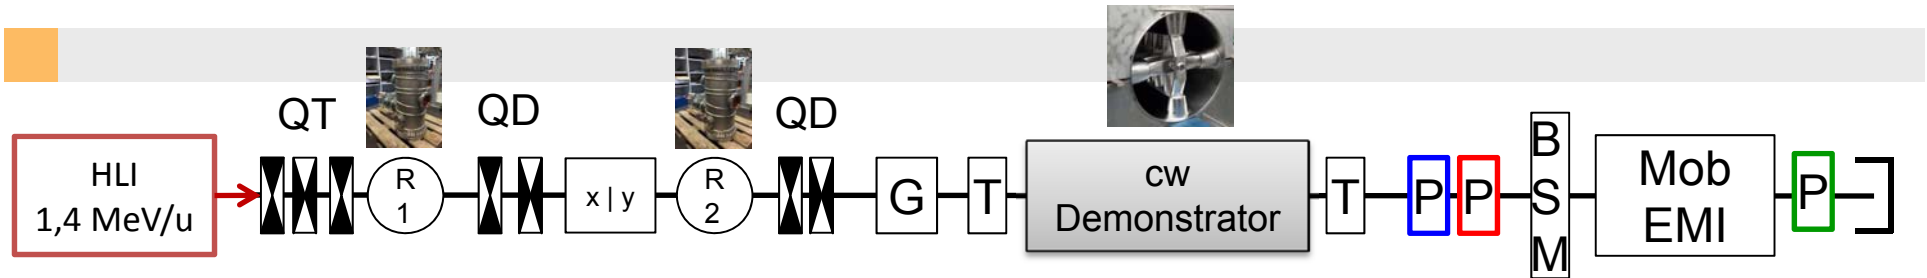 QT
QD
QD
HLI
1,4 MeV/u
R
1
x | y
R
2
G
T
cw
Demonstrator
T
P
P
B
S
M
Mob
EMI
P